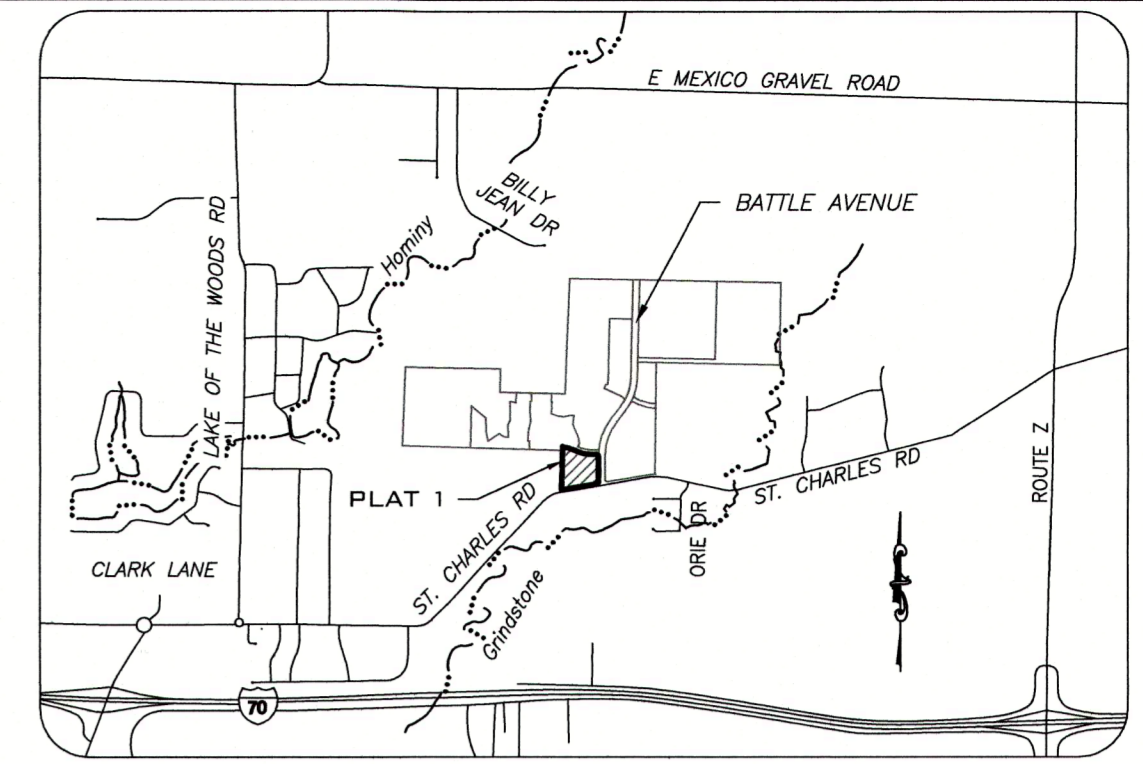 E MEXICO GRAVEL ROAD
BILLY
JEAN DR
BATTLE AVENUE
LAKE OF THE WOODS RD
Hominy
PLAT 1
ST. CHARLES RD
ST. CHARLES RD
ROUTE Z
ORIE DR
CLARK LANE
Grindstone
70